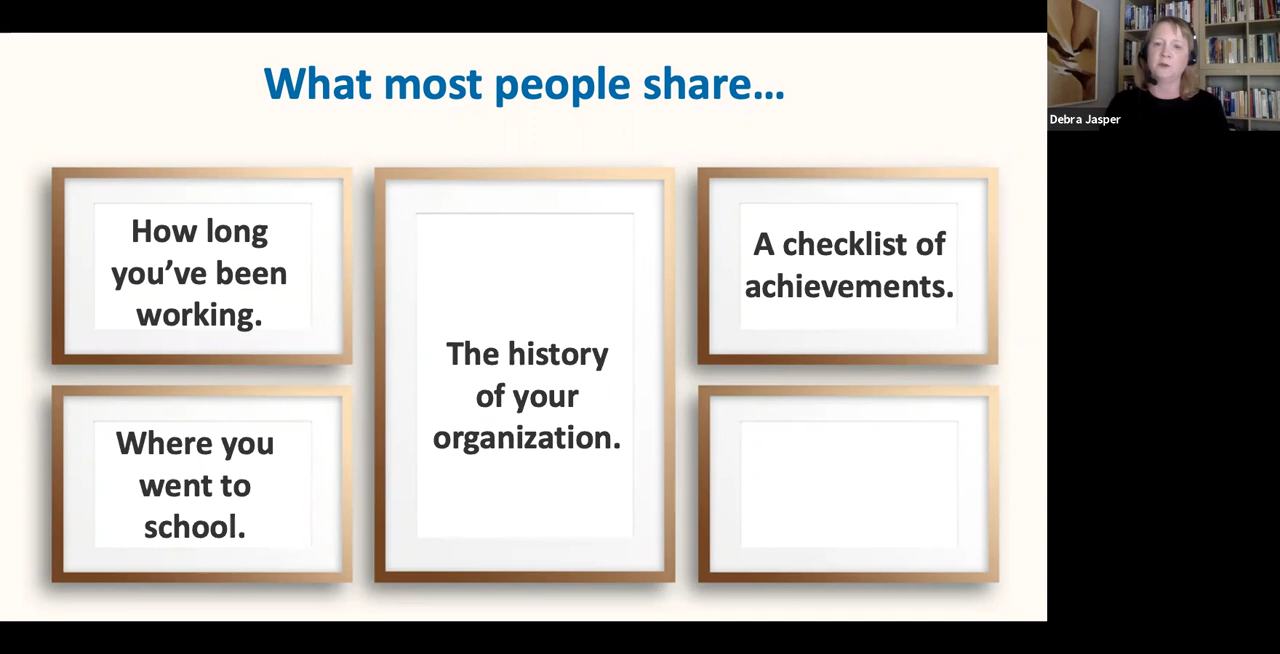 What most people share...
How long
you've been
working.
Where you
went to
school.
The history
of your
organization.
A checklist of
achievements.
Debra Jasper